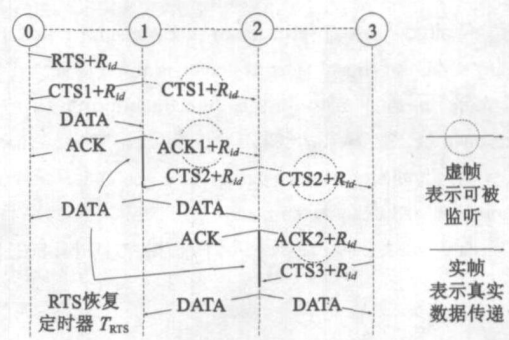 0 1 2 3
RTS+Rid
CTS1+Rid CTS1+Rid
DATA
ACK ACK1+Rid
CTS2+Rid CTS2+Rid
DATA DATA
ACK ACK2+Rid
CTS3+Rid
RTS恢复 DATA DATA
定时器 TRTS
虚帧
表示可被
监听
实帧
表示真实
数据传递